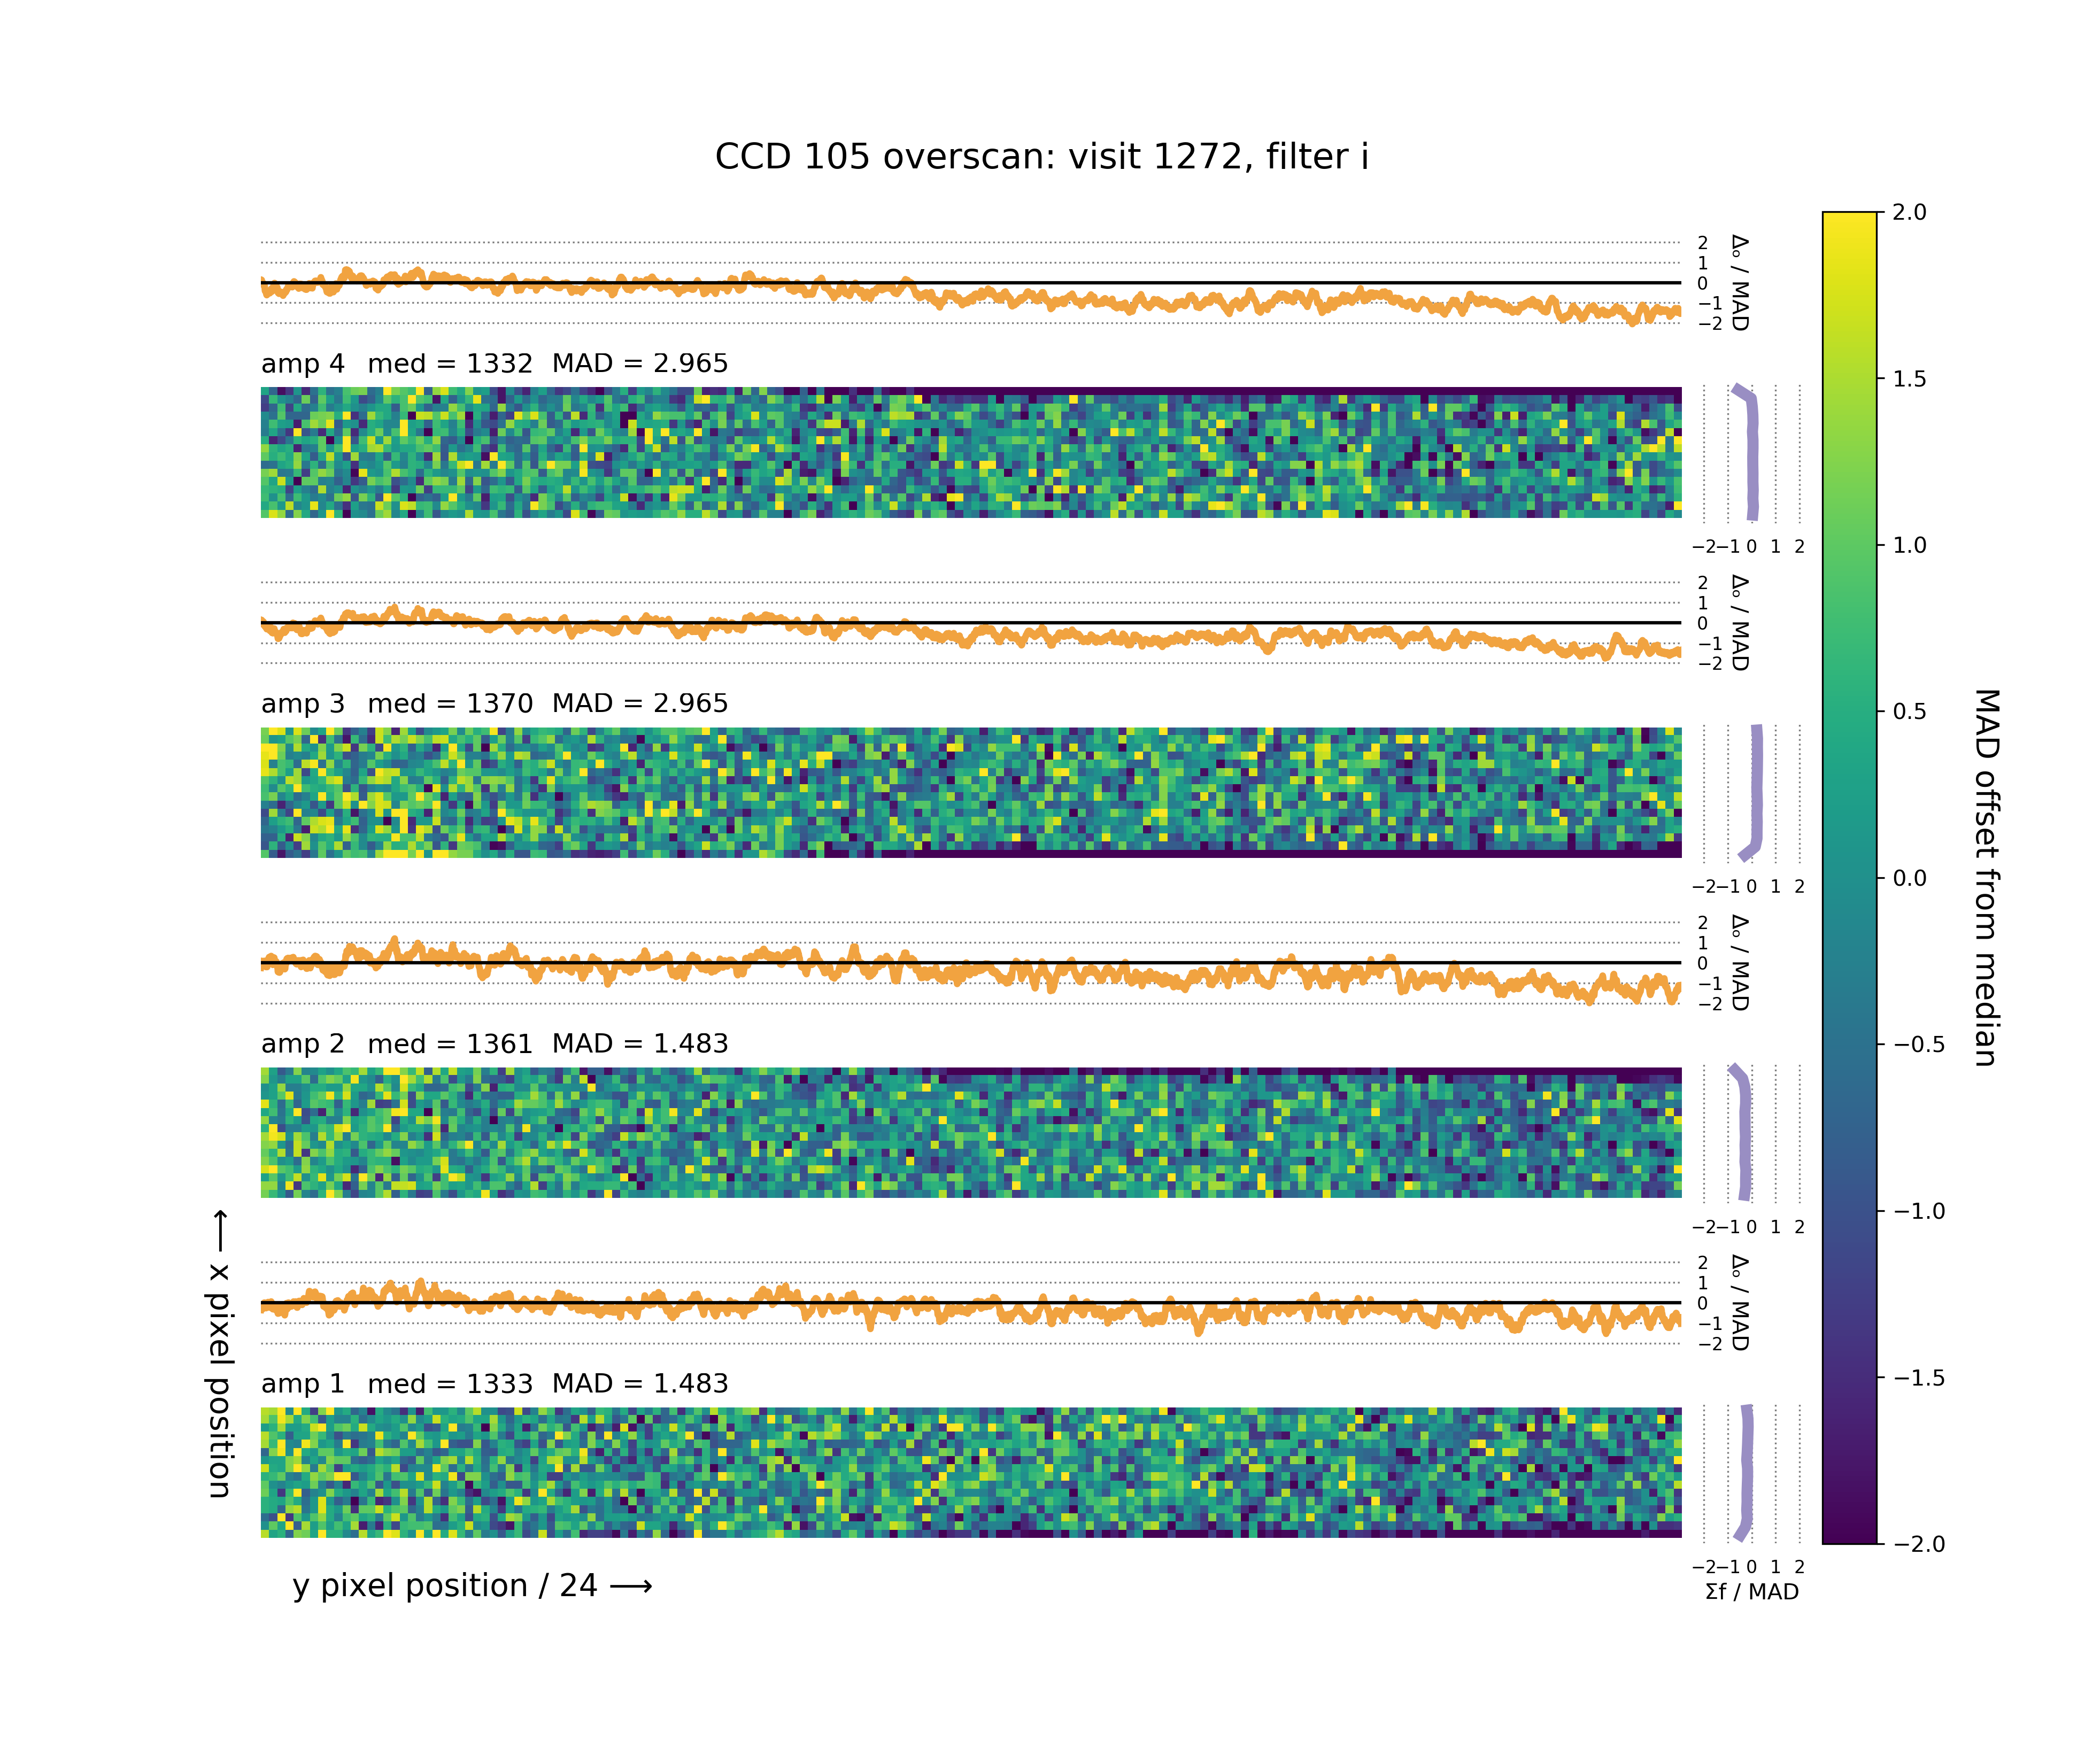 CCD 105 overscan: visit 1272, filter i
2
1
0
−1
−2
Δₒ / MAD
amp 4 med = 1332 MAD = 2.965
−2−1 0 1 2
2
1
0
−1
−2
Δₒ / MAD
amp 3 med = 1370 MAD = 2.965
−2−1 0 1 2
2
1
0
−1
−2
Δₒ / MAD
amp 2 med = 1361 MAD = 1.483
−2−1 0 1 2
2
1
0
−1
−2
Δₒ / MAD
amp 1 med = 1333 MAD = 1.483
−2−1 0 1 2
Σf / MAD
y pixel position / 24 ⟶
⟵ x pixel position
2.0
1.5
1.0
0.5
0.0
−0.5
−1.0
−1.5
−2.0
MAD offset from median